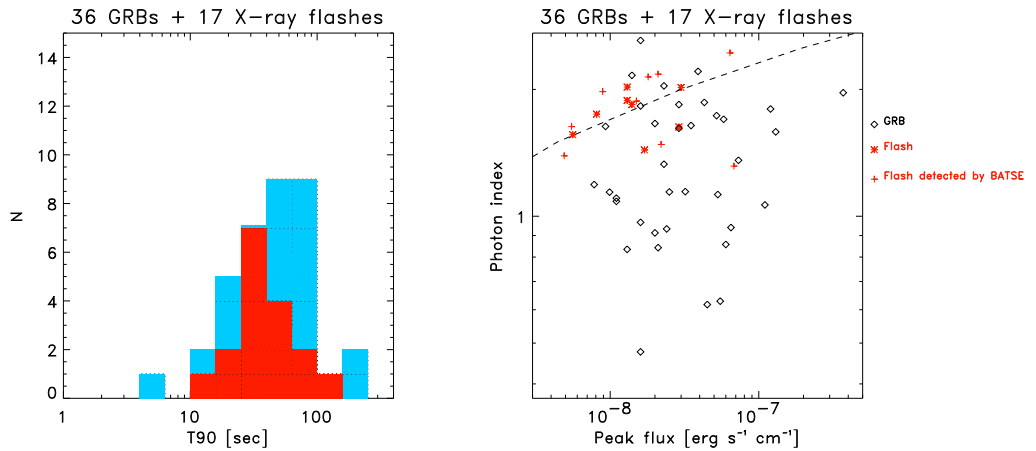 36 GRBs + 17 X-ray flashes
14
12
10
8
6
4
2
0
N
1
10
100
T90 [sec]
36 GRBs + 17 X-ray flashes
Photon index
1
10⁻⁸
10⁻⁷
Peak flux [erg s⁻¹ cm⁻¹]
GRB
Flash
Flash detected by BATSE